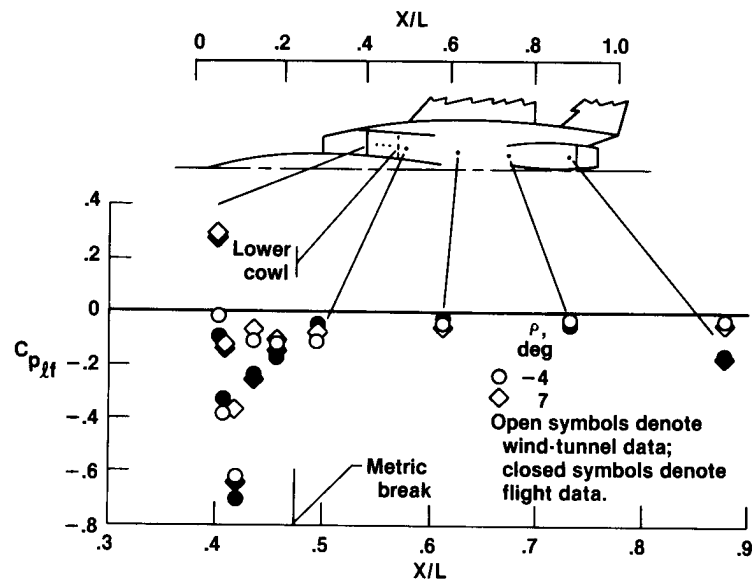 X/L
0 .2 .4 .6 .8 1.0
.4
.2
0
-.2
-.4
-.6
-.8
Cpℓf
Lower
cowl
ρ,
deg
○ -4
◇ 7
Open symbols denote
wind-tunnel data;
closed symbols denote
flight data.
Metric
break
.3 .4 .5 .6 .7 .8 .9
X/L